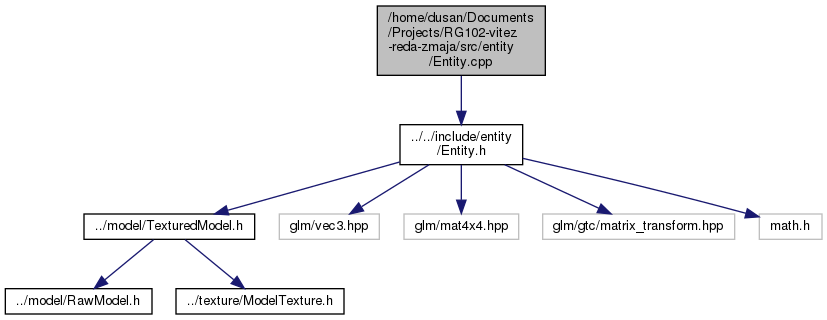 /home/dusan/Documents
/Projects/RG102-vitez
-reda-zmaja/src/entity
/Entity.cpp
../../include/entity
/Entity.h
../model/TexturedModel.h
glm/vec3.hpp
glm/mat4x4.hpp
glm/gtc/matrix_transform.hpp
math.h
../model/RawModel.h
../texture/ModelTexture.h